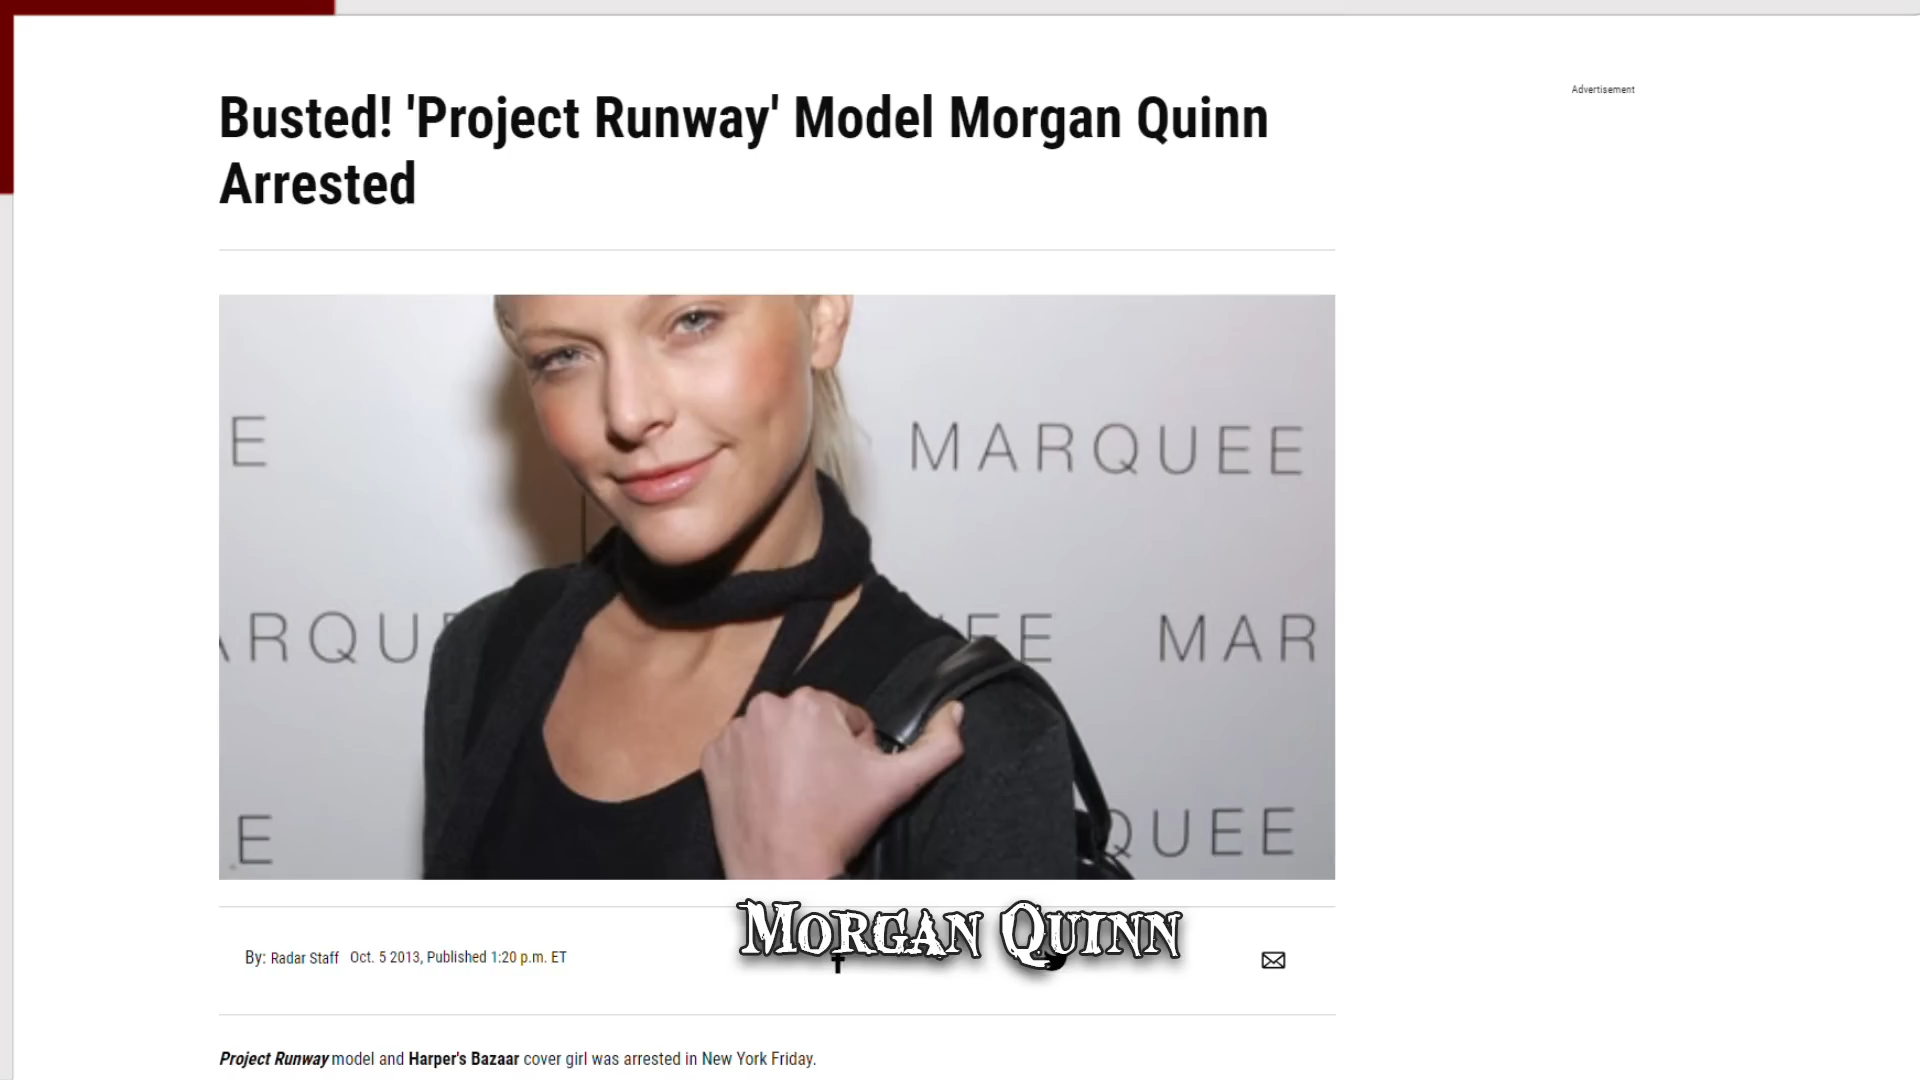 Advertisement
Busted! 'Project Runway' Model Morgan Quinn
Arrested
E MARQUEE
ARQU EE MAR
E QUEE
MORGAN QUINN
By: Radar Staff Oct. 5 2013, Published 1:20 p.m. ET
Project Runway model and Harper's Bazaar cover girl was arrested in New York Friday.